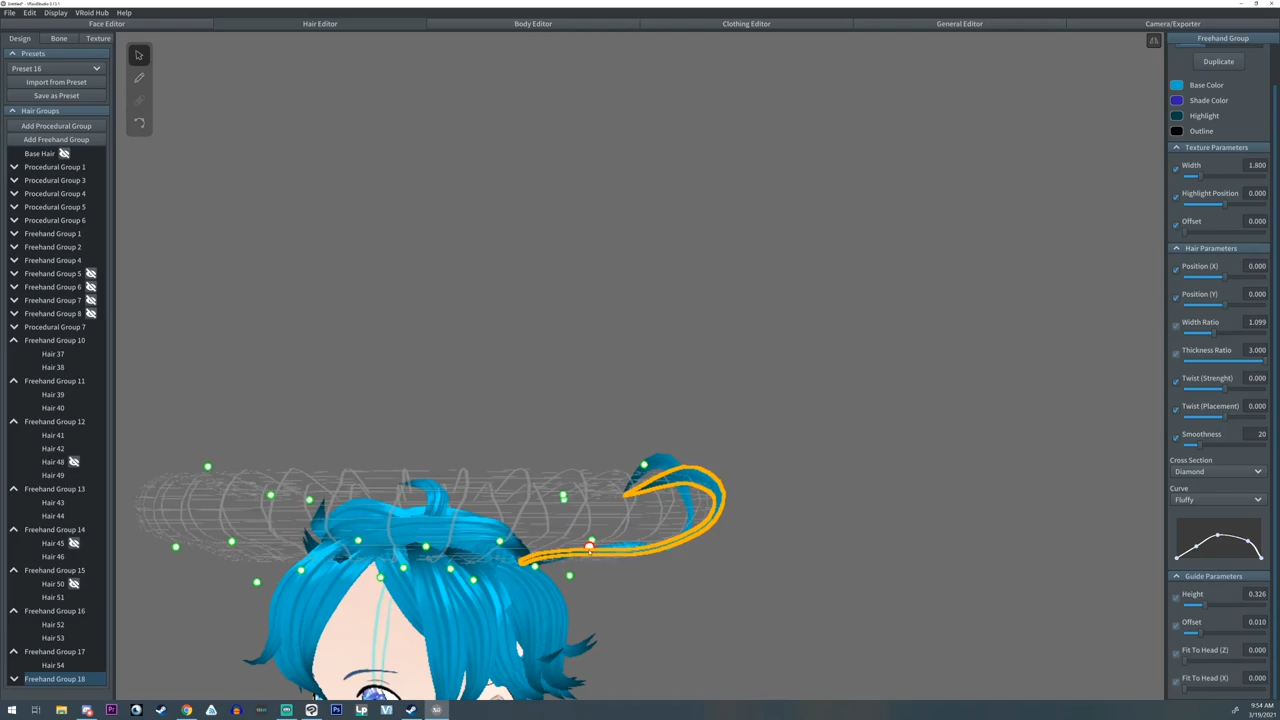 Untitled* - VRoidStudio 0.13.1
File Edit Display VRoid Hub Help
Face Editor Hair Editor Body Editor Clothing Editor General Editor Camera/Exporter
Design Bone Texture
Presets
Preset 16
Import from Preset
Save as Preset
Hair Groups
Add Procedural Group
Add Freehand Group
Base Hair
Procedural Group 1
Procedural Group 3
Procedural Group 4
Procedural Group 5
Procedural Group 6
Freehand Group 1
Freehand Group 2
Freehand Group 4
Freehand Group 5
Freehand Group 6
Freehand Group 7
Freehand Group 8
Procedural Group 7
Freehand Group 10
Hair 37
Hair 38
Freehand Group 11
Hair 39
Hair 40
Freehand Group 12
Hair 41
Hair 42
Hair 48
Hair 49
Freehand Group 13
Hair 43
Hair 44
Freehand Group 14
Hair 45
Hair 46
Freehand Group 15
Hair 50
Hair 51
Freehand Group 16
Hair 52
Hair 53
Freehand Group 17
Hair 54
Freehand Group 18
Freehand Group
Duplicate
Base Color
Shade Color
Highlight
Outline
Texture Parameters
Width 1.800
Highlight Position 0.000
Offset 0.000
Hair Parameters
Position (X) 0.000
Position (Y) 0.000
Width Ratio 1.099
Thickness Ratio 3.000
Twist (Strenght) 0.000
Twist (Placement) 0.000
Smoothness 20
Cross Section
Diamond
Curve
Fluffy
Guide Parameters
Height 0.326
Offset 0.010
Fit To Head (Z) 0.000
Fit To Head (X) 0.000
Pr Ps Lp
9:54 AM
3/19/2021